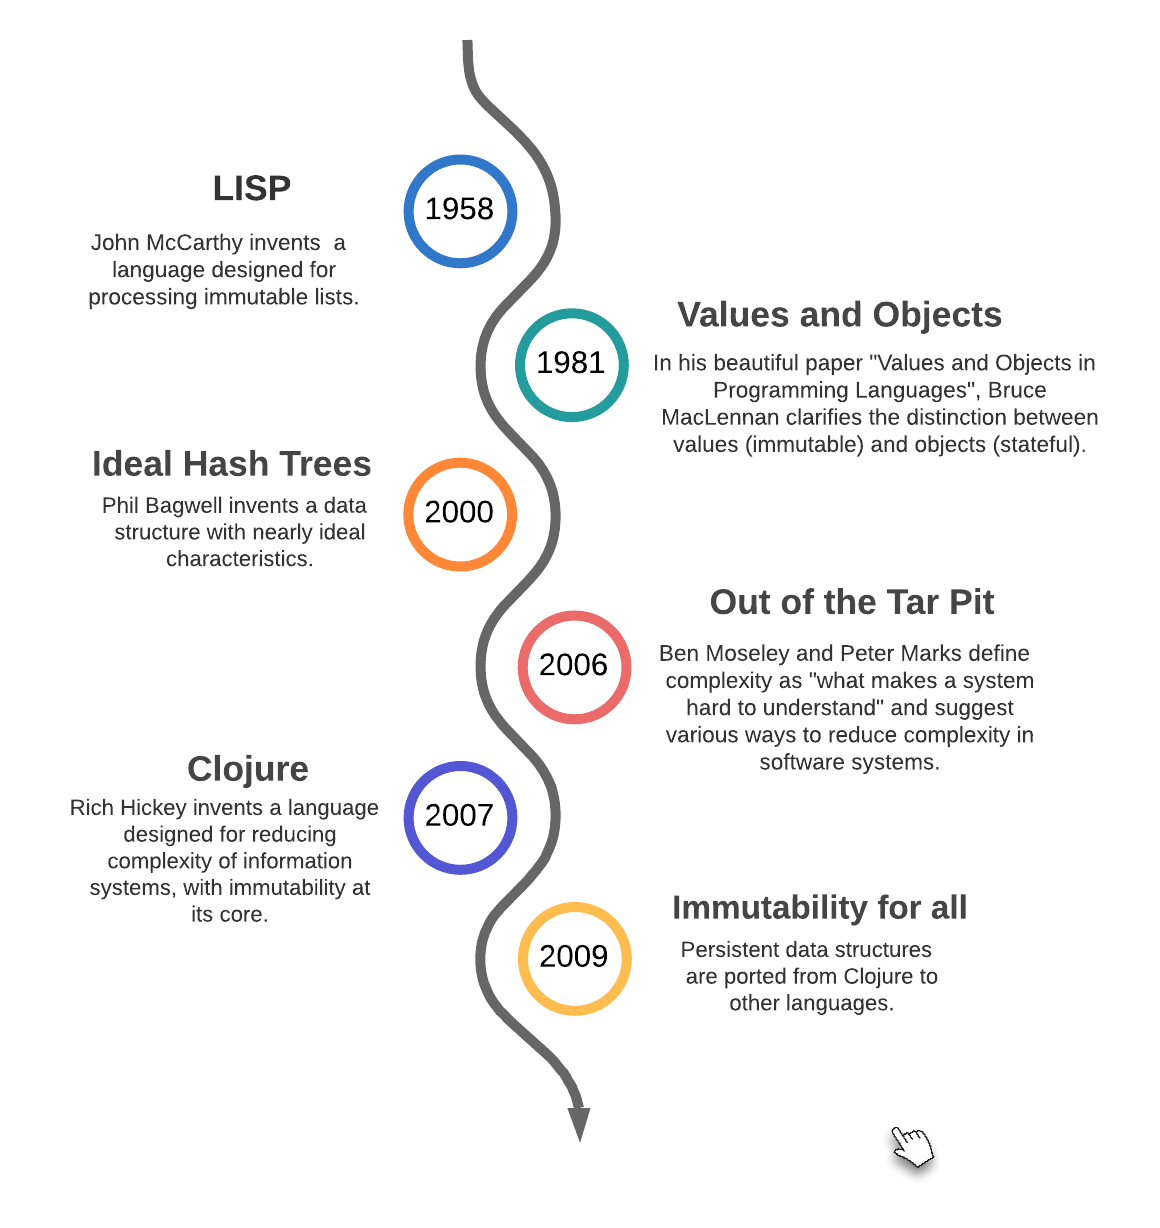 LISP
1958
John McCarthy invents a
language designed for
processing immutable lists.
Values and Objects
1981
In his beautiful paper "Values and Objects in
Programming Languages", Bruce
MacLennan clarifies the distinction between
values (immutable) and objects (stateful).
Ideal Hash Trees
2000
Phil Bagwell invents a data
structure with nearly ideal
characteristics.
Out of the Tar Pit
2006
Ben Moseley and Peter Marks define
complexity as "what makes a system
hard to understand" and suggest
various ways to reduce complexity in
software systems.
Clojure
2007
Rich Hickey invents a language
designed for reducing
complexity of information
systems, with immutability at
its core.
Immutability for all
2009
Persistent data structures
are ported from Clojure to
other languages.